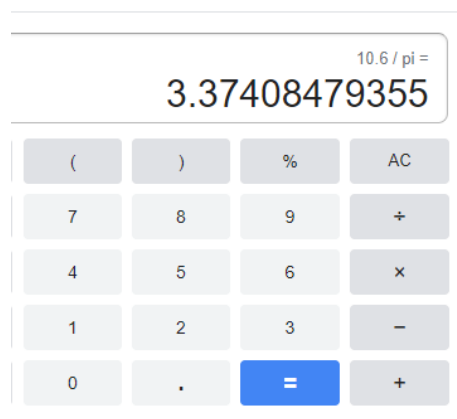 10.6 / pi =
3.37408479355
( ) % AC
7 8 9 ÷
4 5 6 ×
1 2 3 −
0 . = +